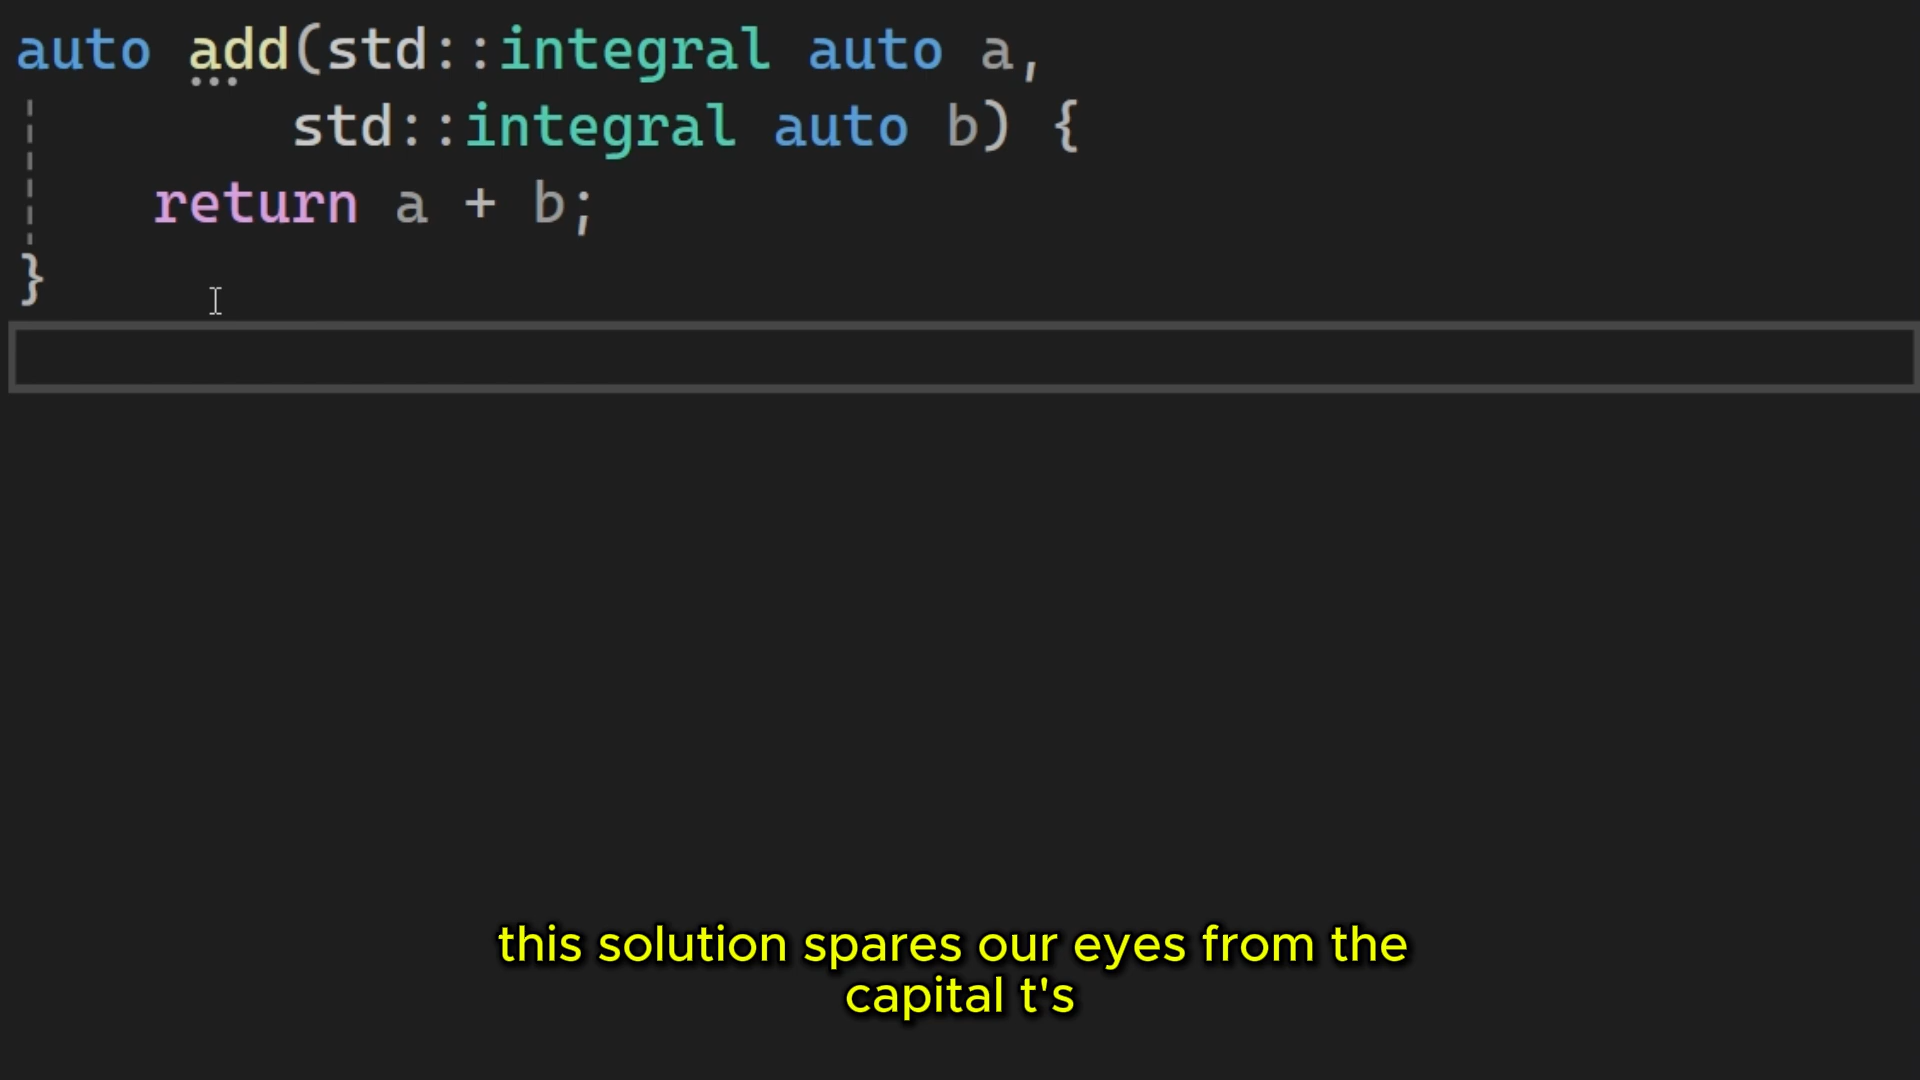 auto add(std::integral auto a,
std::integral auto b) {
return a + b;
}
this solution spares our eyes from the
capital t's